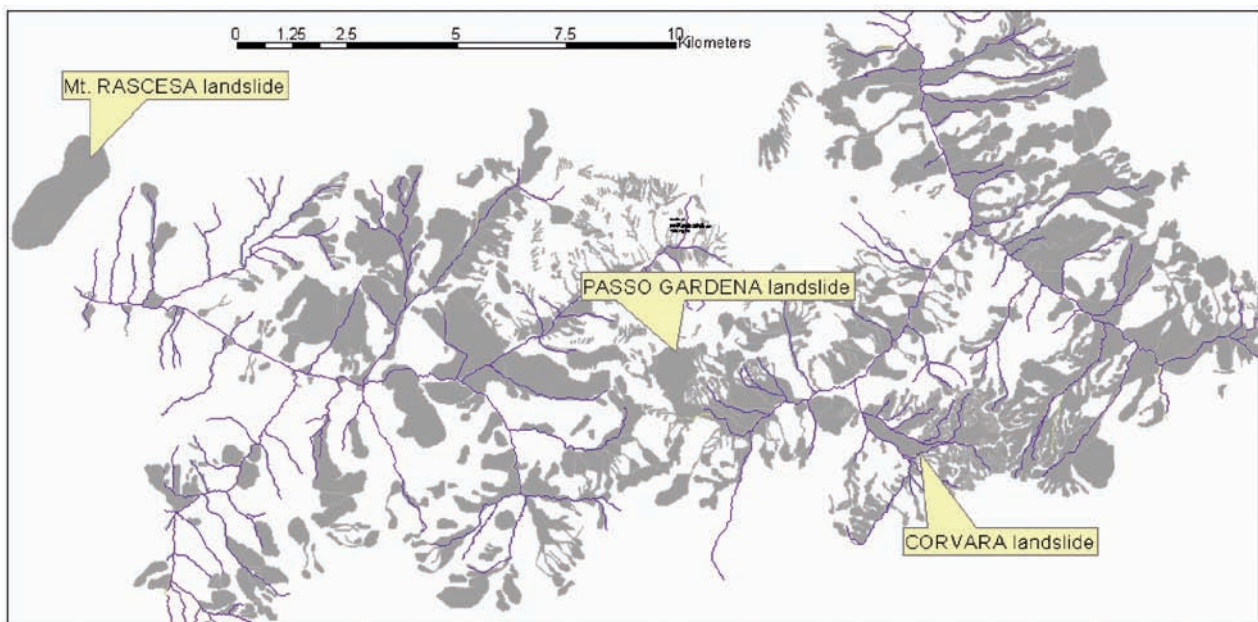 0 1.25 2.5 5 7.5 10
Kilometers
Mt. RASCESA landslide
PASSO GARDENA landslide
CORVARA landslide